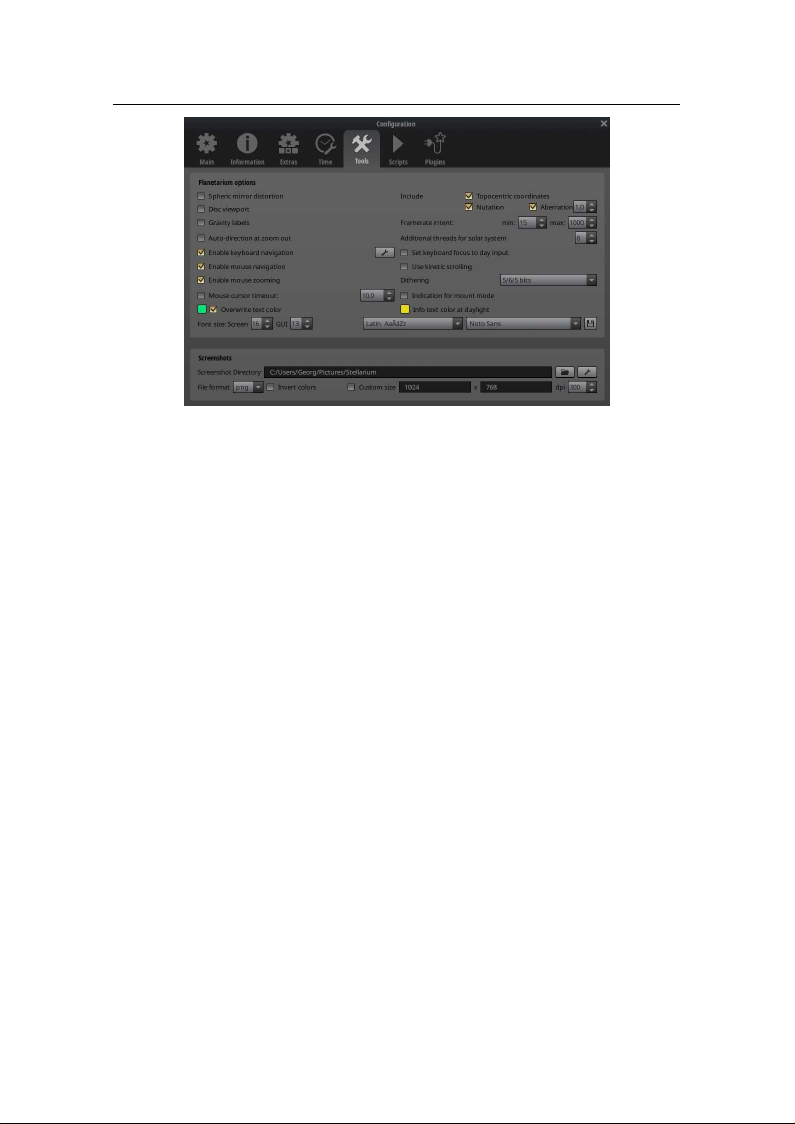 Configuration
Main Information Extras Time Tools Scripts Plugins
Planetarium options
Spheric mirror distortion Include Topocentric coordinates
Disc viewport Nutation Aberration 1,0
Gravity labels Framerate intent: min: 15 max: 1000
Auto-direction at zoom out Additional threads for solar system 8
Enable keyboard navigation Set keyboard focus to day input
Enable mouse navigation Use kinetic scrolling
Enable mouse zooming Dithering 5/6/5 bits
Mouse cursor timeout: 10,0 Indication for mount mode
Overwrite text color Info text color at daylight
Font size: Screen 16 GUI 13 Latin AaÃáZz Noto Sans
Screenshots
Screenshot Directory C:/Users/Georg/Pictures/Stellarium
File format png Invert colors Custom size 1024 x 768 dpi 300